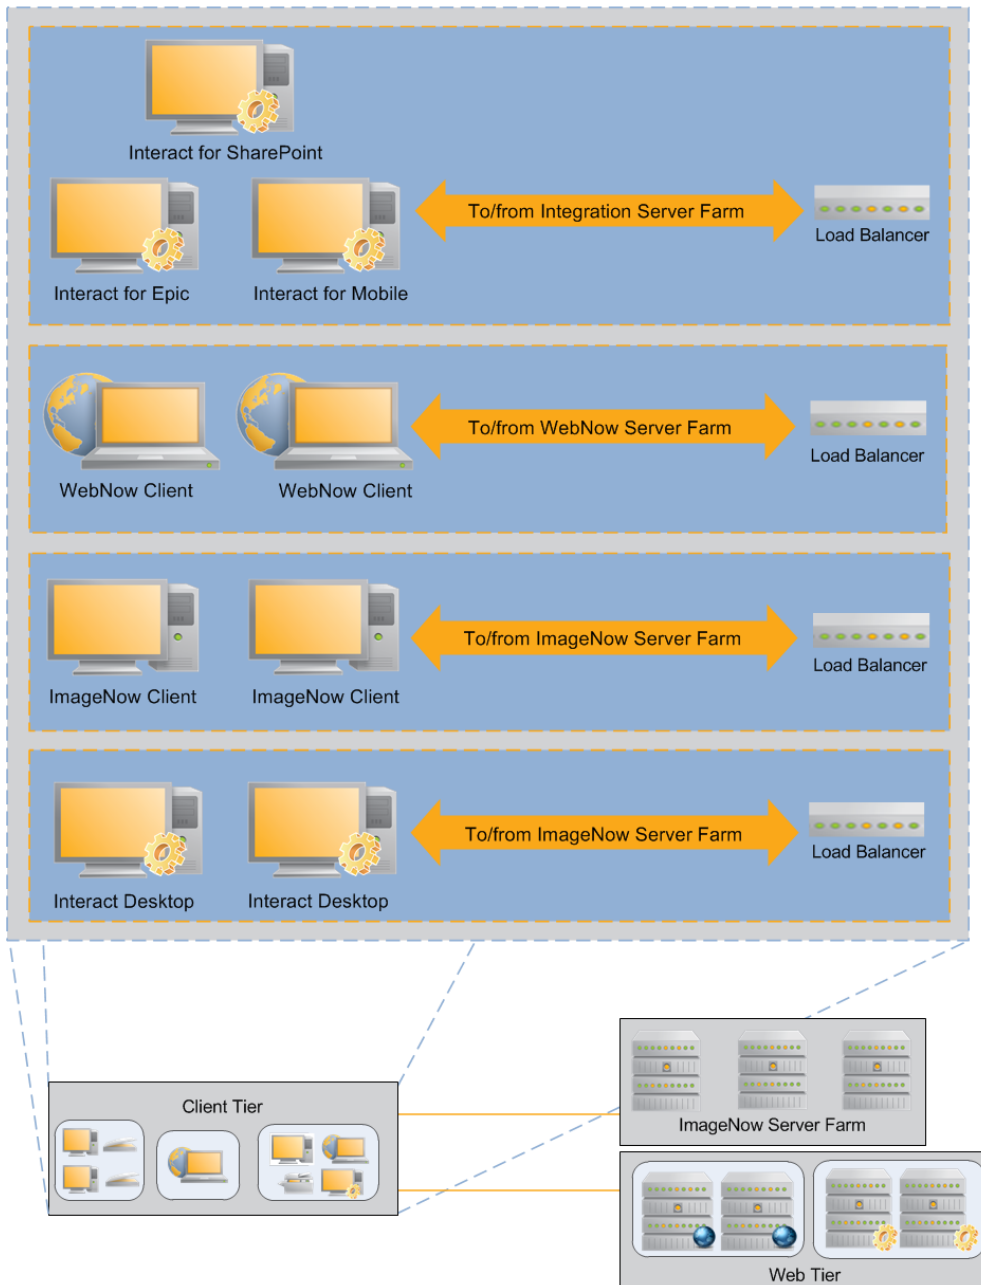 Interact for SharePoint
To/from Integration Server Farm
Load Balancer
Interact for Epic
Interact for Mobile
To/from WebNow Server Farm
Load Balancer
WebNow Client
WebNow Client
To/from ImageNow Server Farm
Load Balancer
ImageNow Client
ImageNow Client
To/from ImageNow Server Farm
Load Balancer
Interact Desktop
Interact Desktop
Client Tier
ImageNow Server Farm
Web Tier